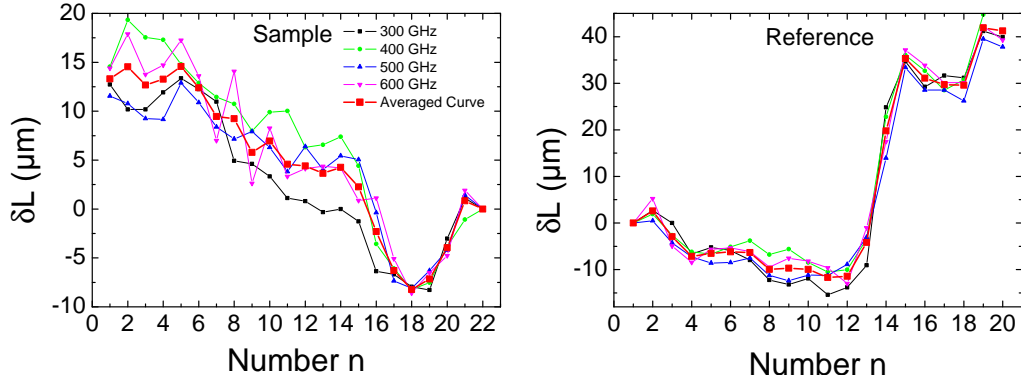 Sample
300 GHz
400 GHz
500 GHz
600 GHz
Averaged Curve
20
15
10
5
0
-5
-10
δL (μm)
0 2 4 6 8 10 12 14 16 18 20 22
Number n
Reference
40
30
20
10
0
-10
δL (μm)
0 2 4 6 8 10 12 14 16 18 20
Number n